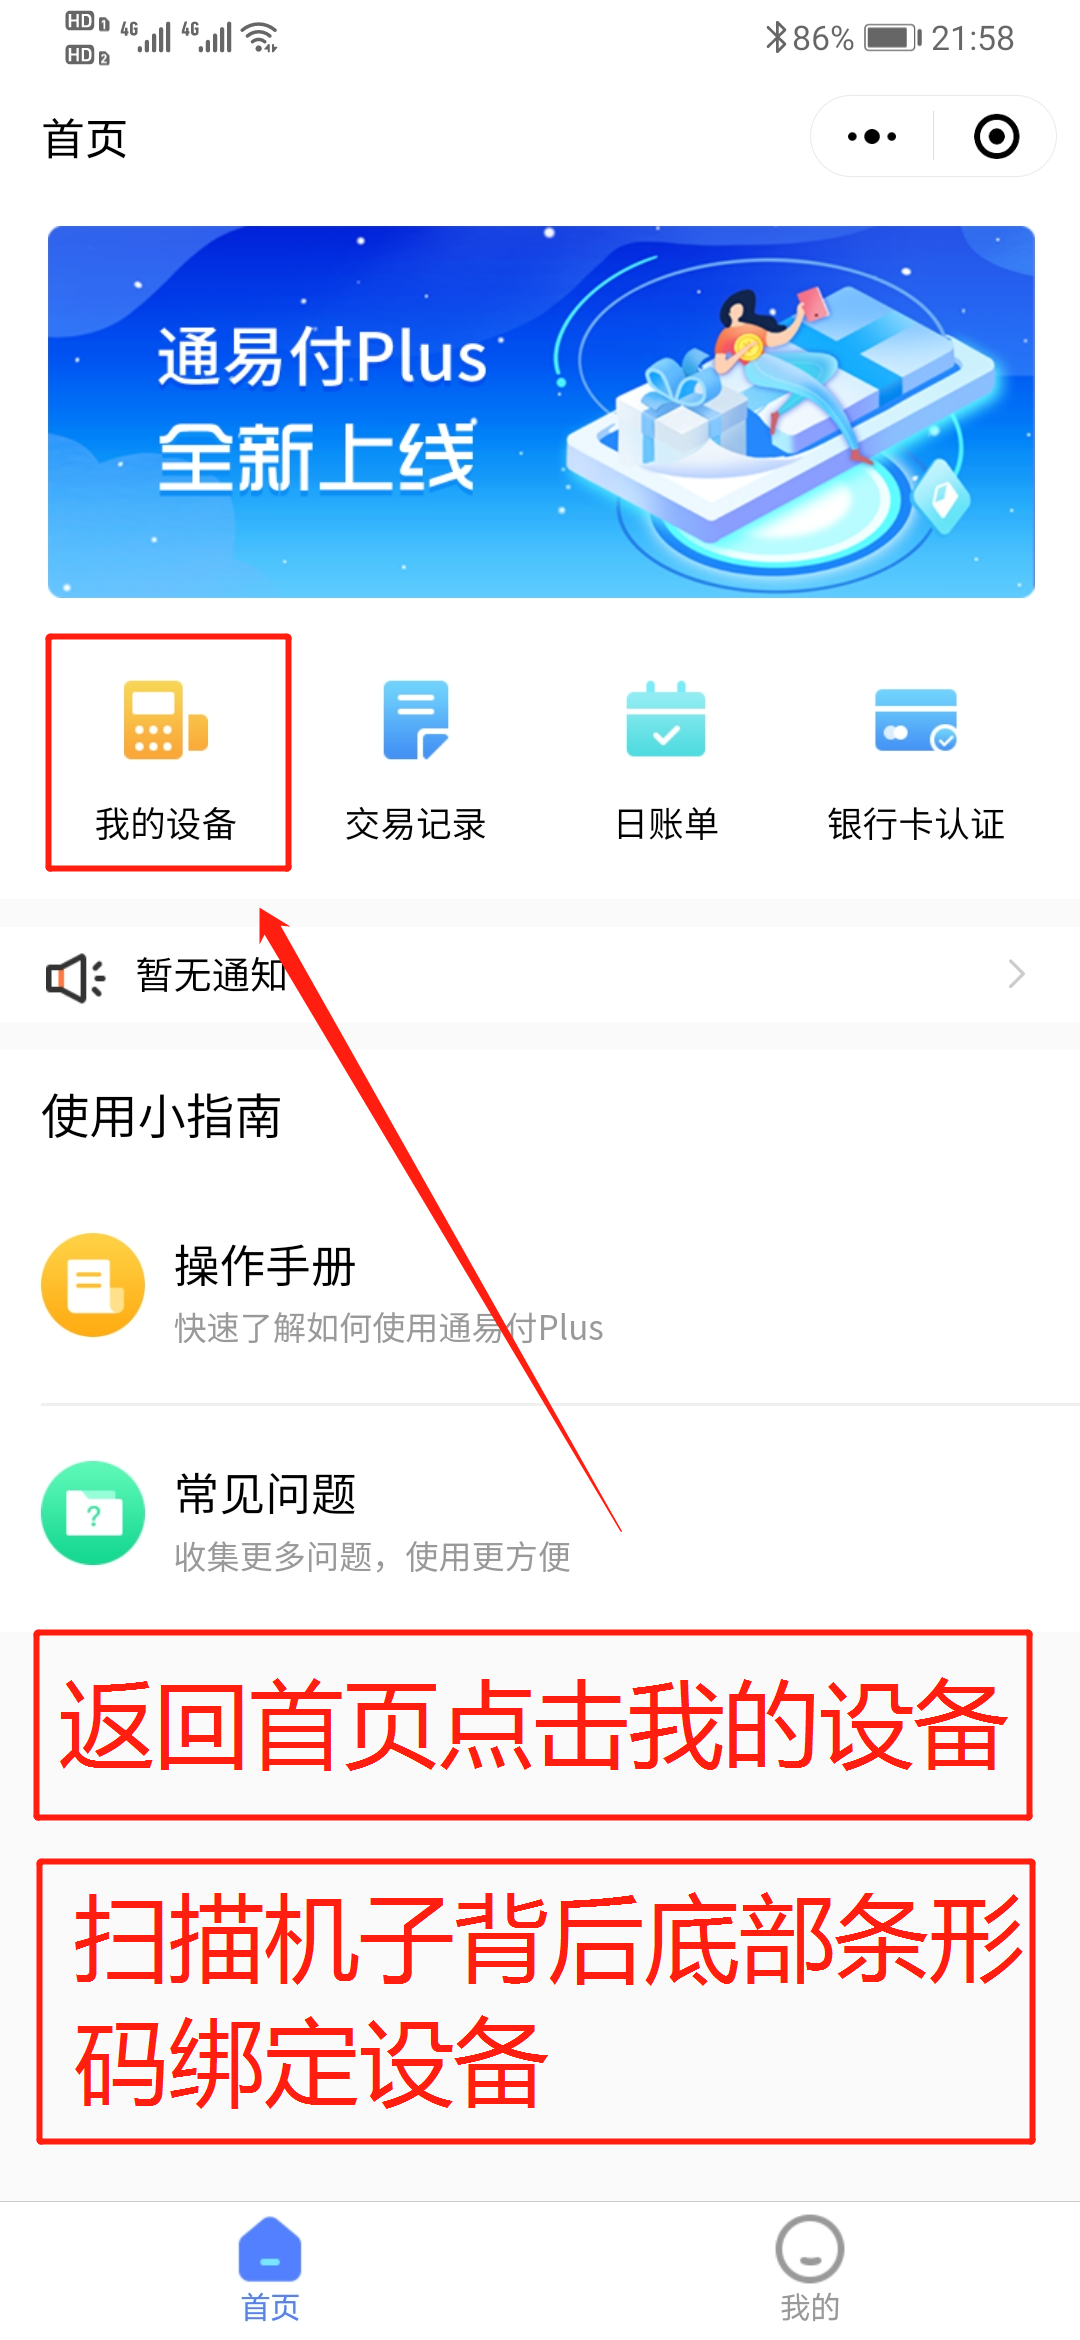 HD 1 4G 4G
HD 2
86% 21:58
首页
通易付Plus
全新上线
我的设备 交易记录 日账单 银行卡认证
暂无通知
使用小指南
操作手册
快速了解如何使用通易付Plus
常见问题
收集更多问题，使用更方便
返回首页点击我的设备
扫描机子背后底部条形
码绑定设备
首页 我的